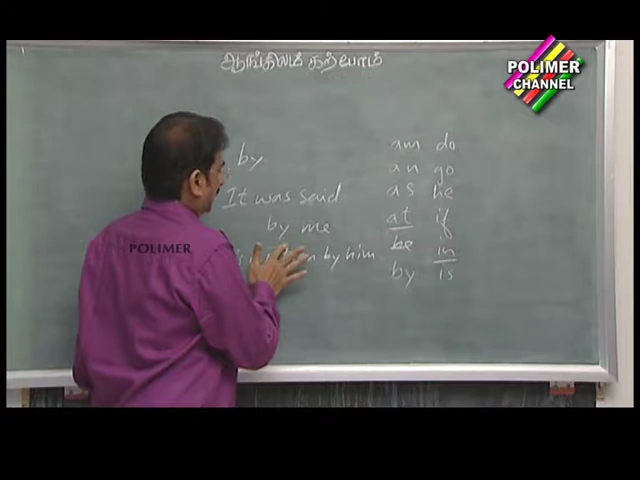 ஆங்கிலம் கற்போம்
POLIMER
CHANNEL
by
It was said
by me
by him
am do
an go
as he
at if
be in
by is
POLIMER